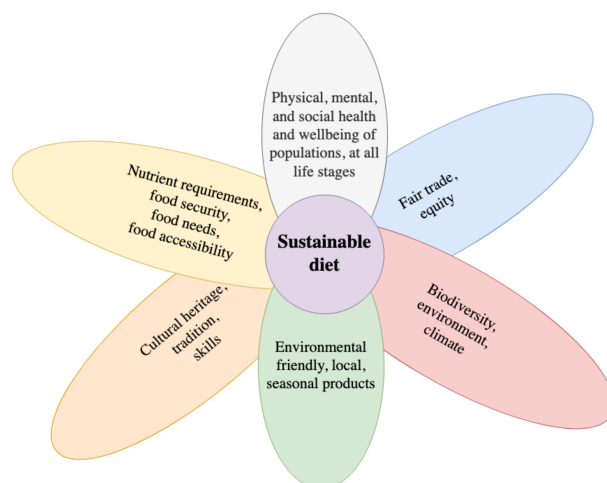 Physical, mental,
and social health
and wellbeing of
populations, at all
life stages
Fair trade,
equity
Nutrient requirements,
food security,
food needs,
food accessibility
Sustainable
diet
Biodiversity,
environment,
climate
Cultural heritage,
tradition,
skills
Environmental
friendly, local,
seasonal products